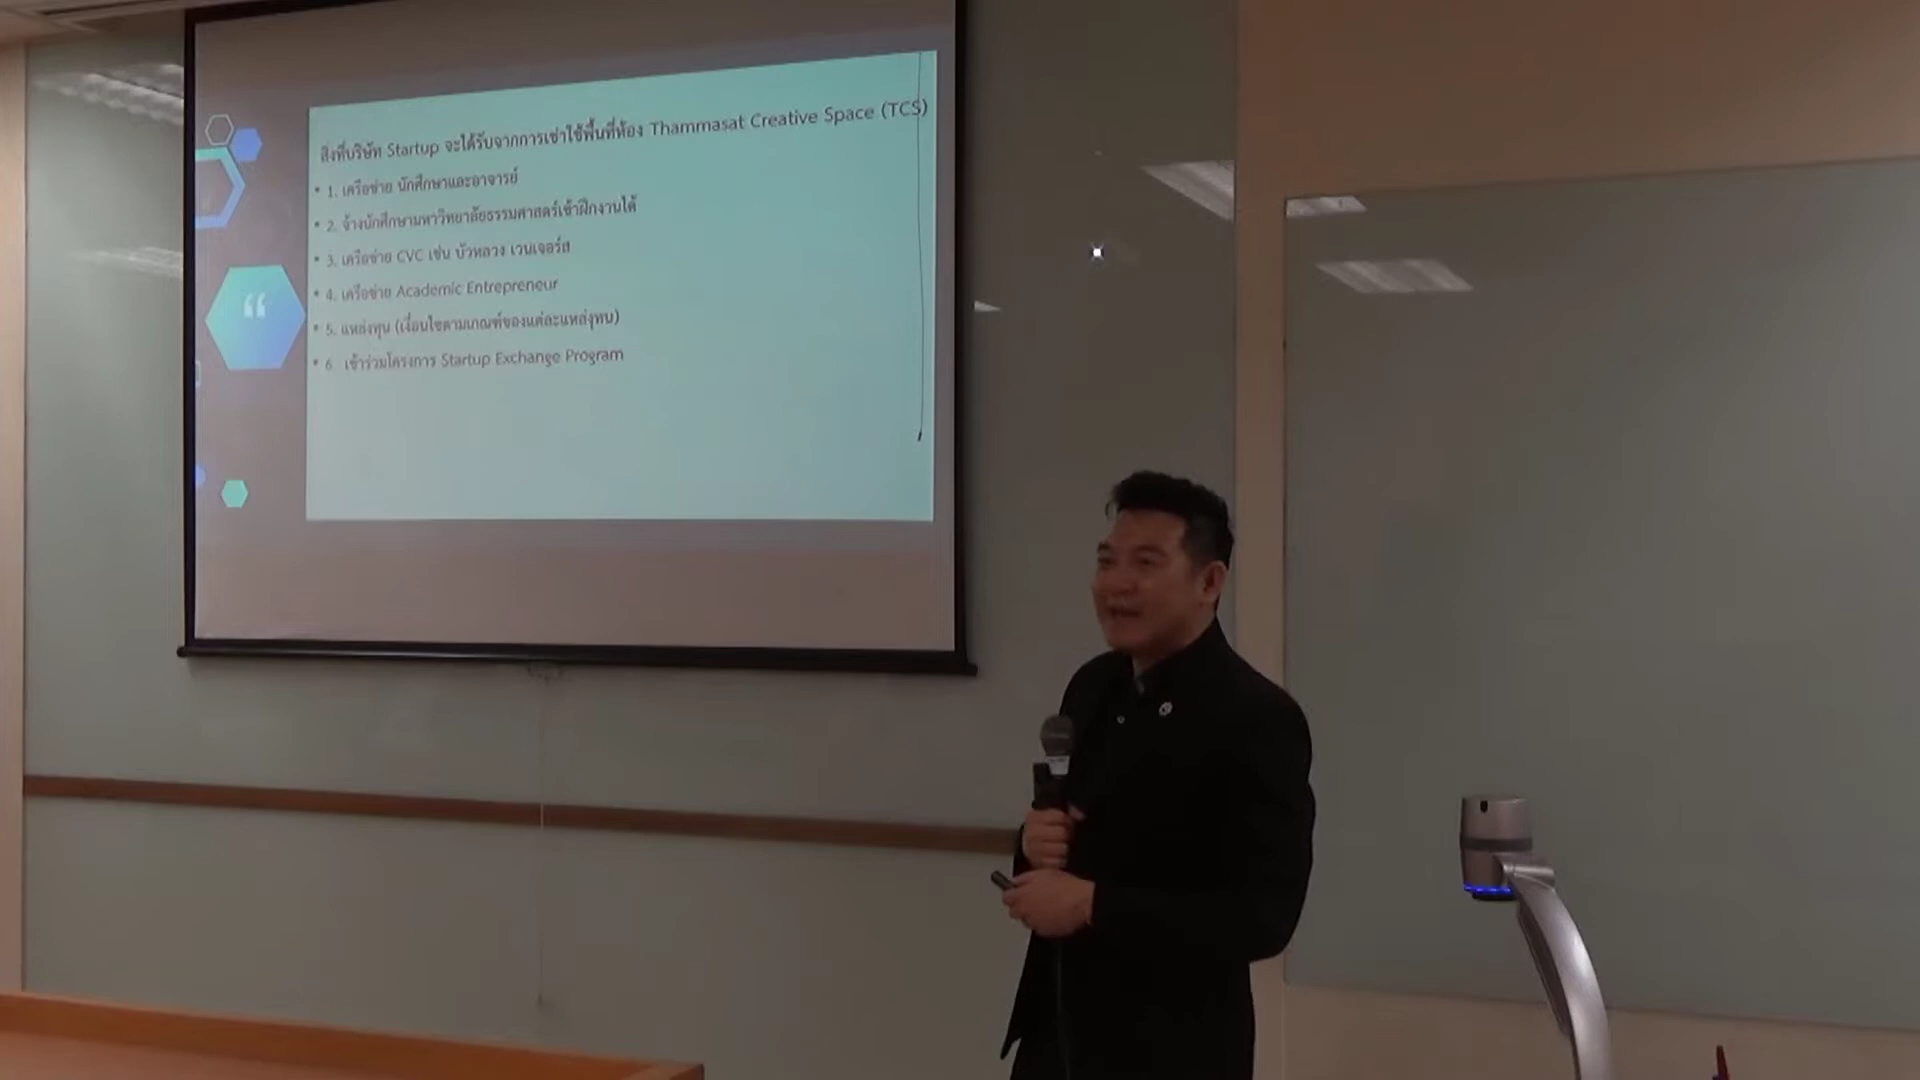 สิ่งที่บริษัท Startup จะได้รับจากการเช่าใช้พื้นที่ห้อง Thammasat Creative Space (TCS)
• 1. เครือข่าย นักศึกษาและอาจารย์
• 2. จ้างนักศึกษามหาวิทยาลัยธรรมศาสตร์เข้าฝึกงานได้
• 3. เครือข่าย CVC เช่น บัวหลวง เวนเจอร์ส
• 4. เครือข่าย Academic Entrepreneur
• 5. แหล่งทุน (เงื่อนไขตามเกณฑ์ของแต่ละแหล่งทุน)
• 6. เข้าร่วมโครงการ Startup Exchange Program